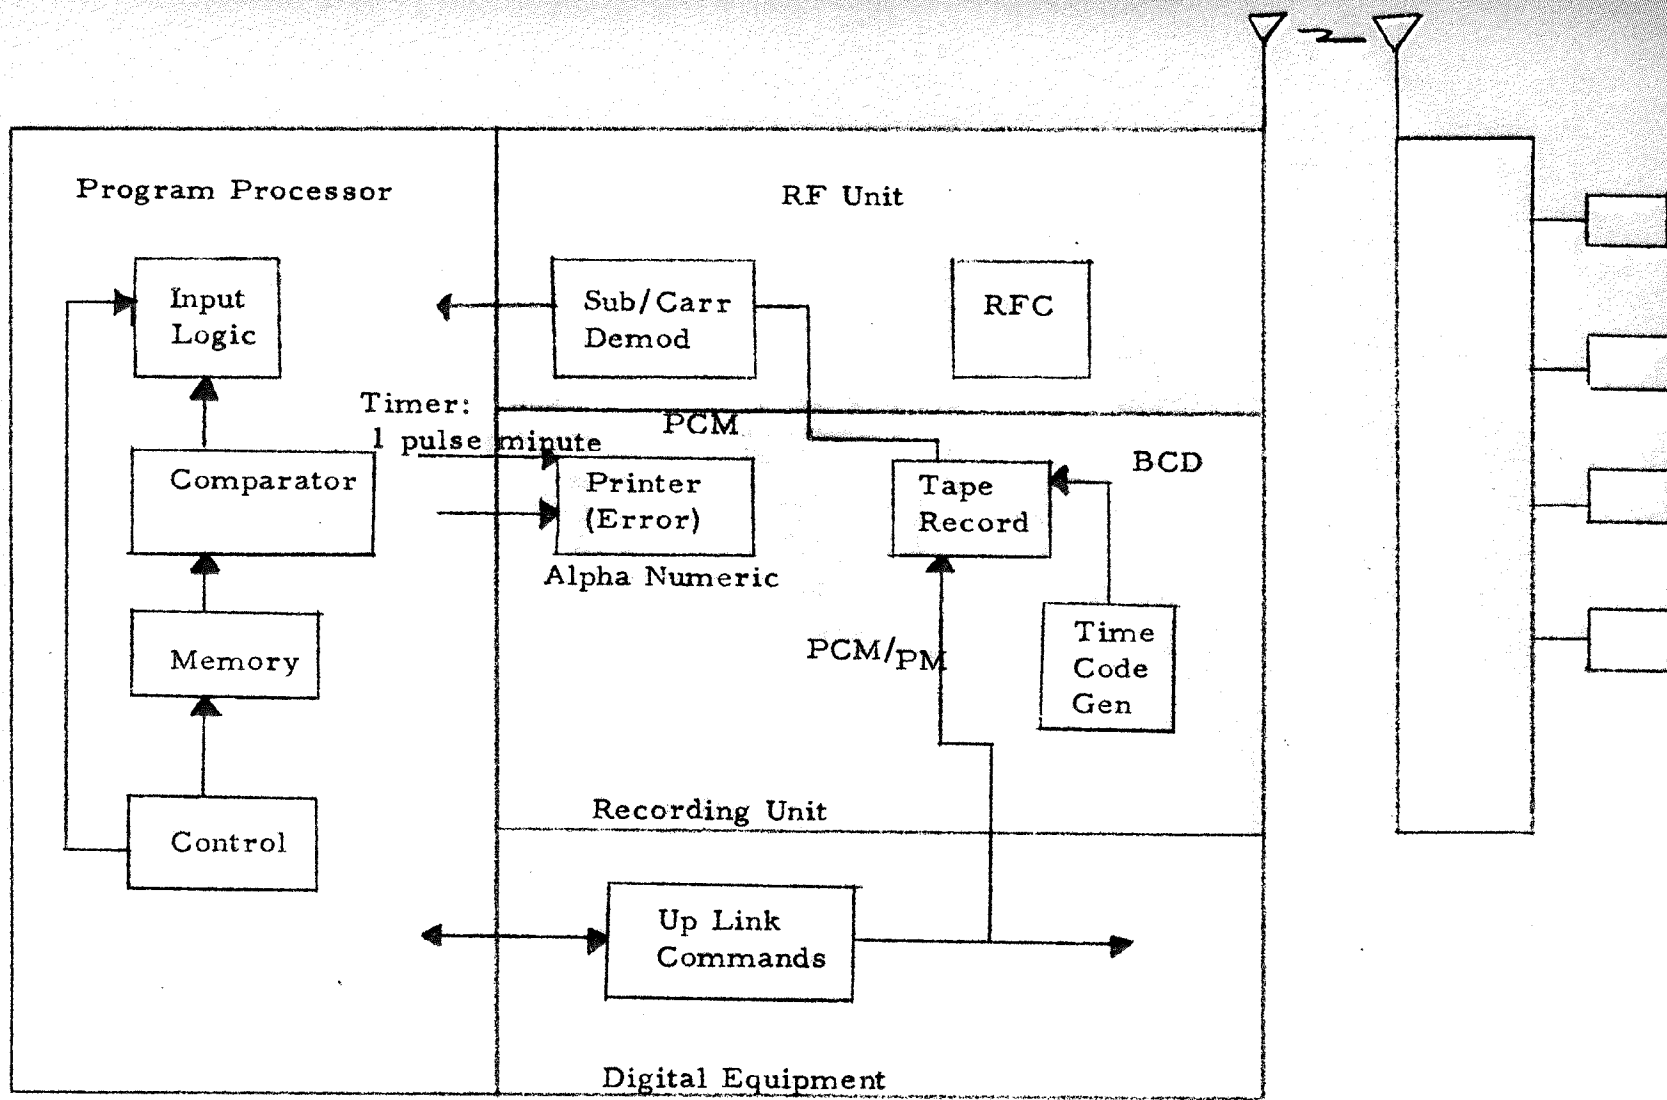 Program Processor
RF Unit
Input
Logic
Sub/Carr
Demod
RFC
Timer:
1 pulse minute
PCM
Comparator
Printer
(Error)
Alpha Numeric
Tape
Record
BCD
Memory
PCM/PM
Time
Code
Gen
Recording Unit
Control
Up Link
Commands
Digital Equipment